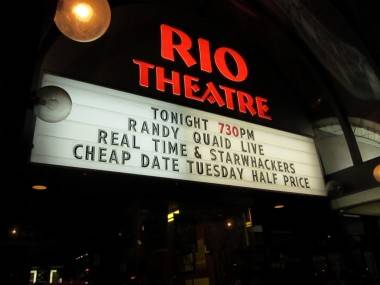 RIO
THEATRE
TONIGHT 730PM
RANDY QUAID LIVE
REAL TIME & STARWHACKERS
CHEAP DATE TUESDAY HALF PRICE